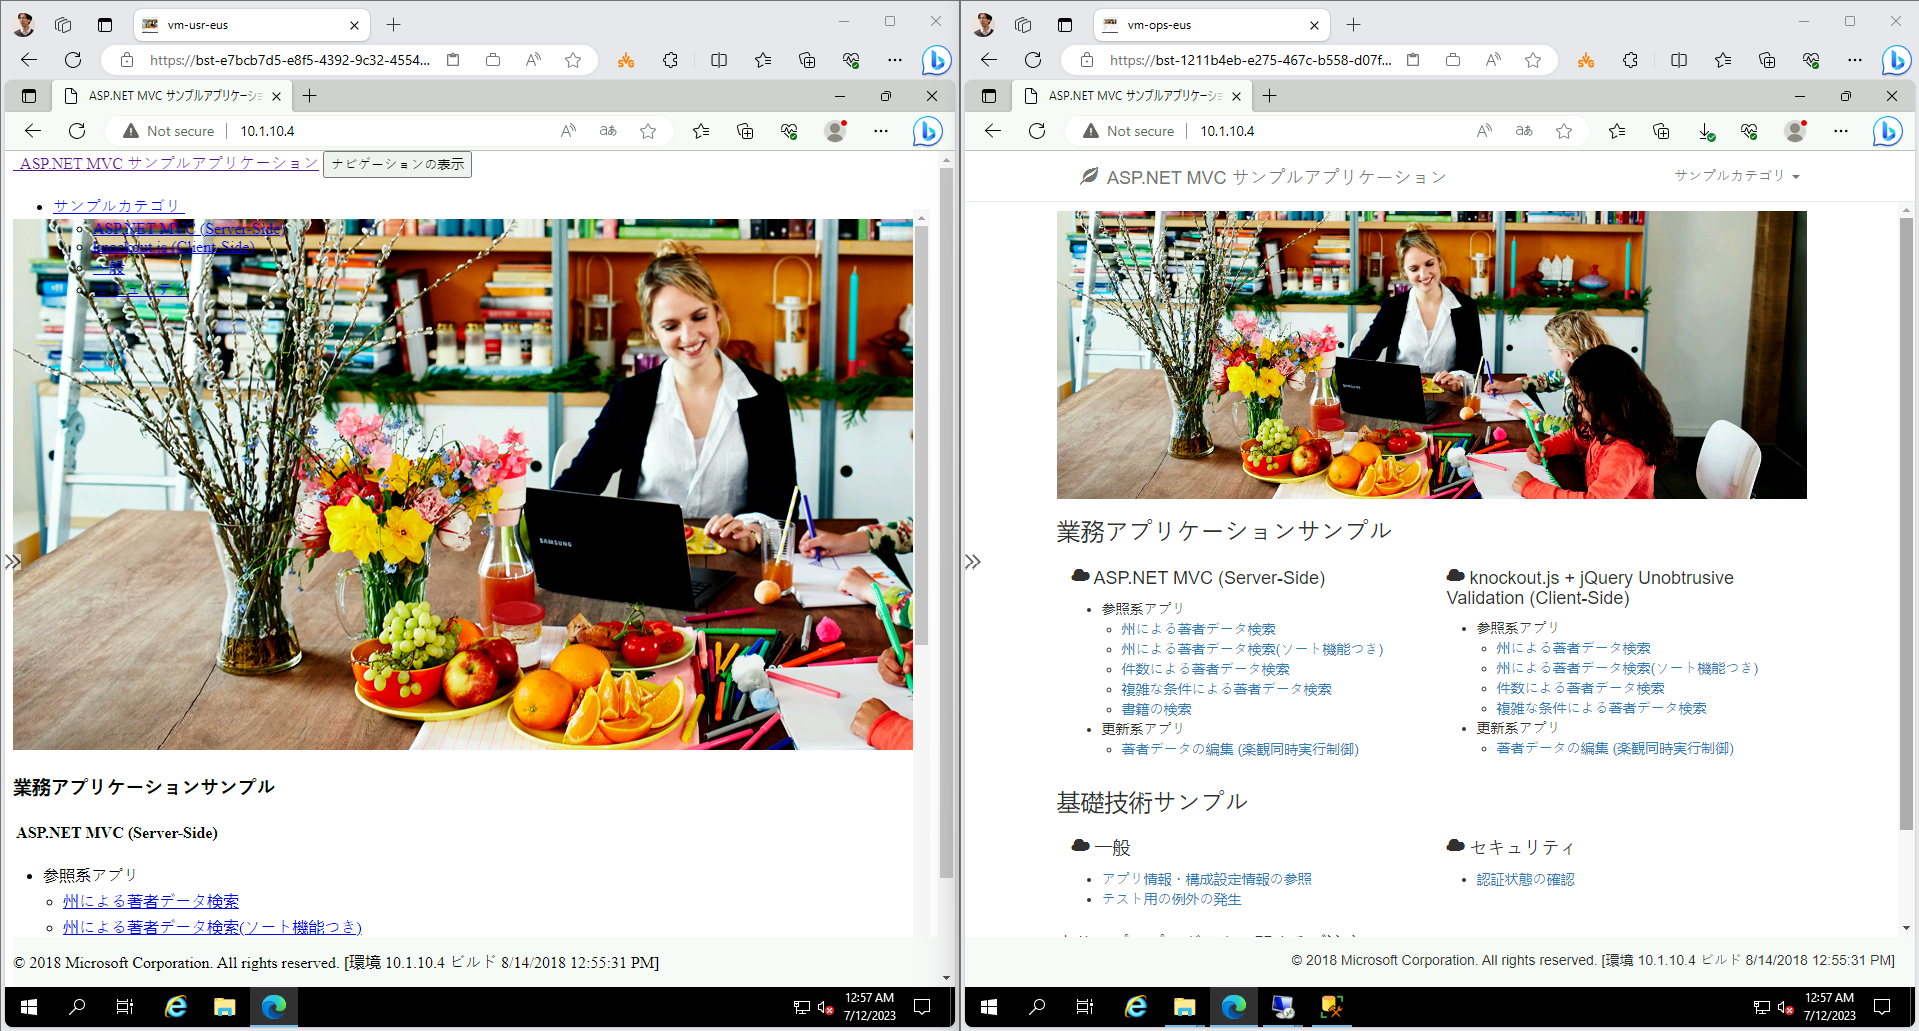 vm-usr-eus
https://bst-e7bcb7d5-e8f5-4392-9c32-4554...
ASP.NET MVC サンプルアプリケーショ
Not secure
10.1.10.4
ASP.NET MVC サンプルアプリケーション
ナビゲーションの表示
サンプルカテゴリ
ASP.NET MVC (Server-Side)
knockout.js (Client-Side)
一般
セキュリティ
SAMSUNG
業務アプリケーションサンプル
ASP.NET MVC (Server-Side)
参照系アプリ
州による著者データ検索
州による著者データ検索(ソート機能つき)
© 2018 Microsoft Corporation. All rights reserved. [環境 10.1.10.4 ビルド 8/14/2018 12:55:31 PM]
12:57 AM
7/12/2023
vm-ops-eus
https://bst-1211b4eb-e275-467c-b558-d07f...
ASP.NET MVC サンプルアプリケーショ
Not secure
10.1.10.4
ASP.NET MVC サンプルアプリケーション
サンプルカテゴリ
SAMSUNG
業務アプリケーションサンプル
ASP.NET MVC (Server-Side)
参照系アプリ
州による著者データ検索
州による著者データ検索(ソート機能つき)
件数による著者データ検索
複雑な条件による著者データ検索
書籍の検索
更新系アプリ
著者データの編集 (楽観同時実行制御)
knockout.js + jQuery Unobtrusive
Validation (Client-Side)
参照系アプリ
州による著者データ検索
州による著者データ検索(ソート機能つき)
件数による著者データ検索
複雑な条件による著者データ検索
更新系アプリ
著者データの編集 (楽観同時実行制御)
基礎技術サンプル
一般
アプリ情報・構成設定情報の参照
テスト用の例外の発生
セキュリティ
認証状態の確認
© 2018 Microsoft Corporation. All rights reserved. [環境 10.1.10.4 ビルド 8/14/2018 12:55:31 PM]
12:57 AM
7/12/2023